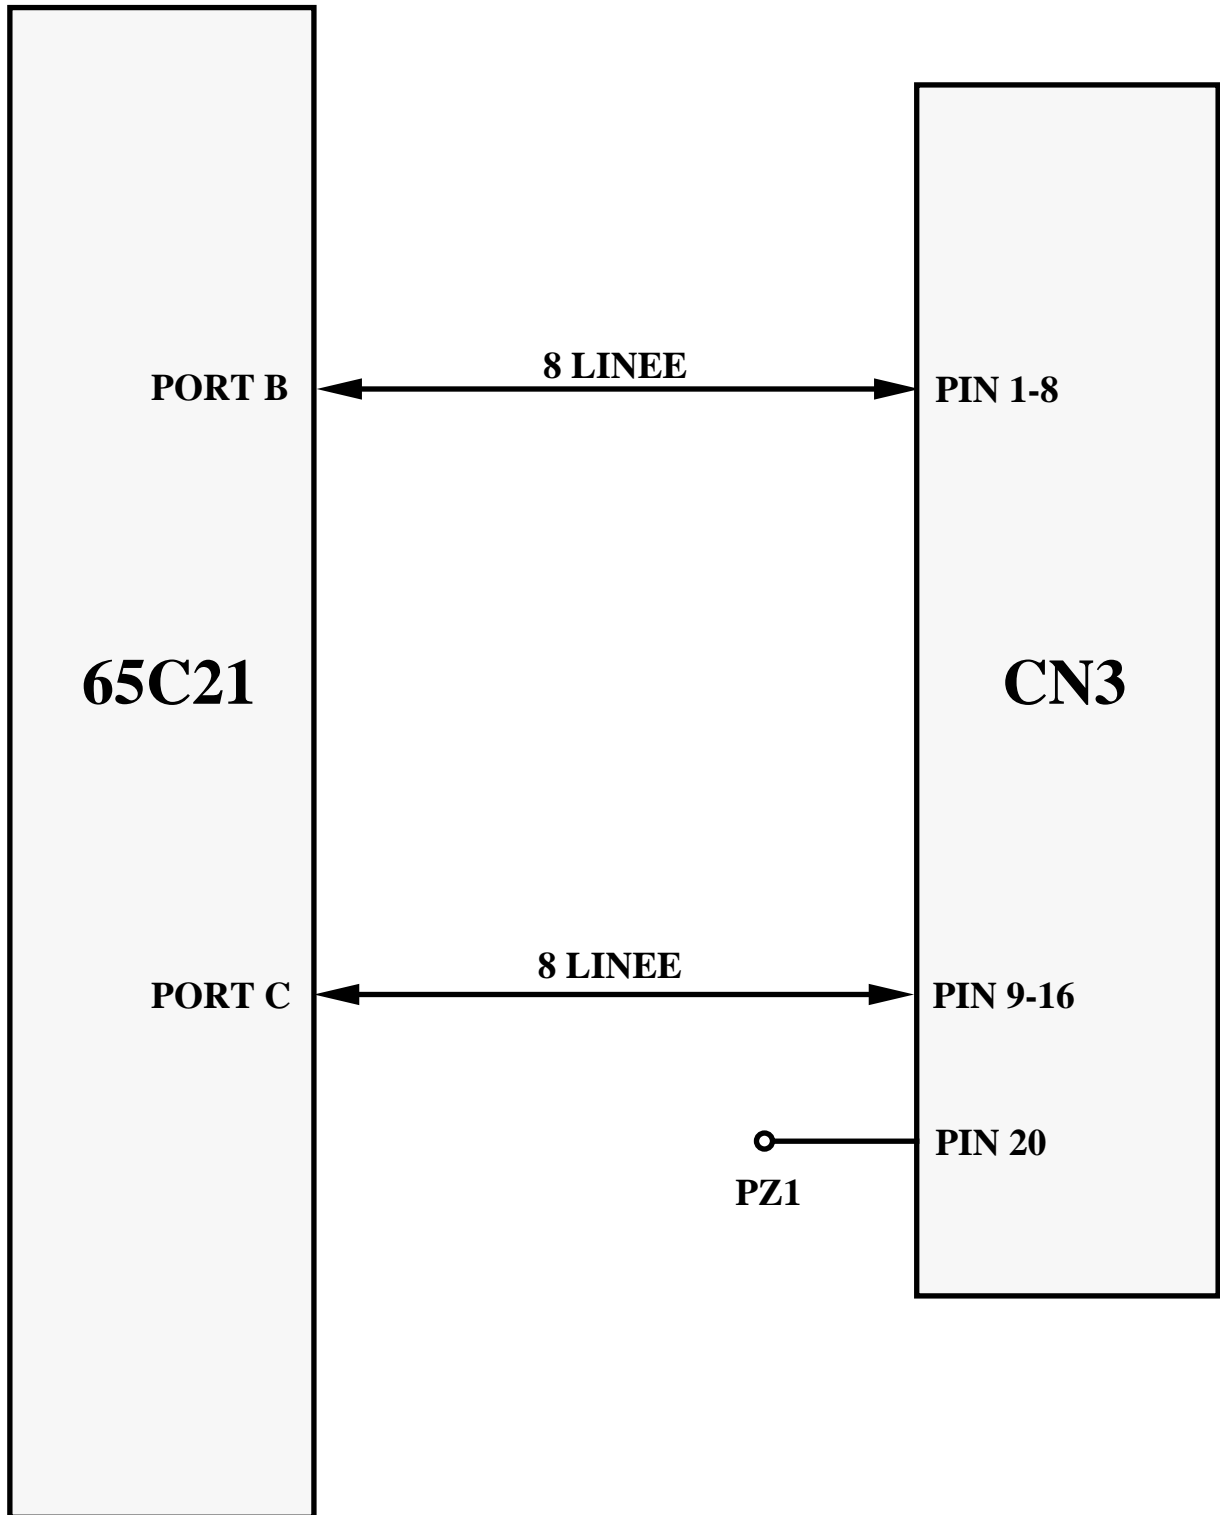 8 LINEE
PORT B
PIN 1-8
65C21
CN3
8 LINEE
PORT C
PIN 9-16
PIN 20
PZ1